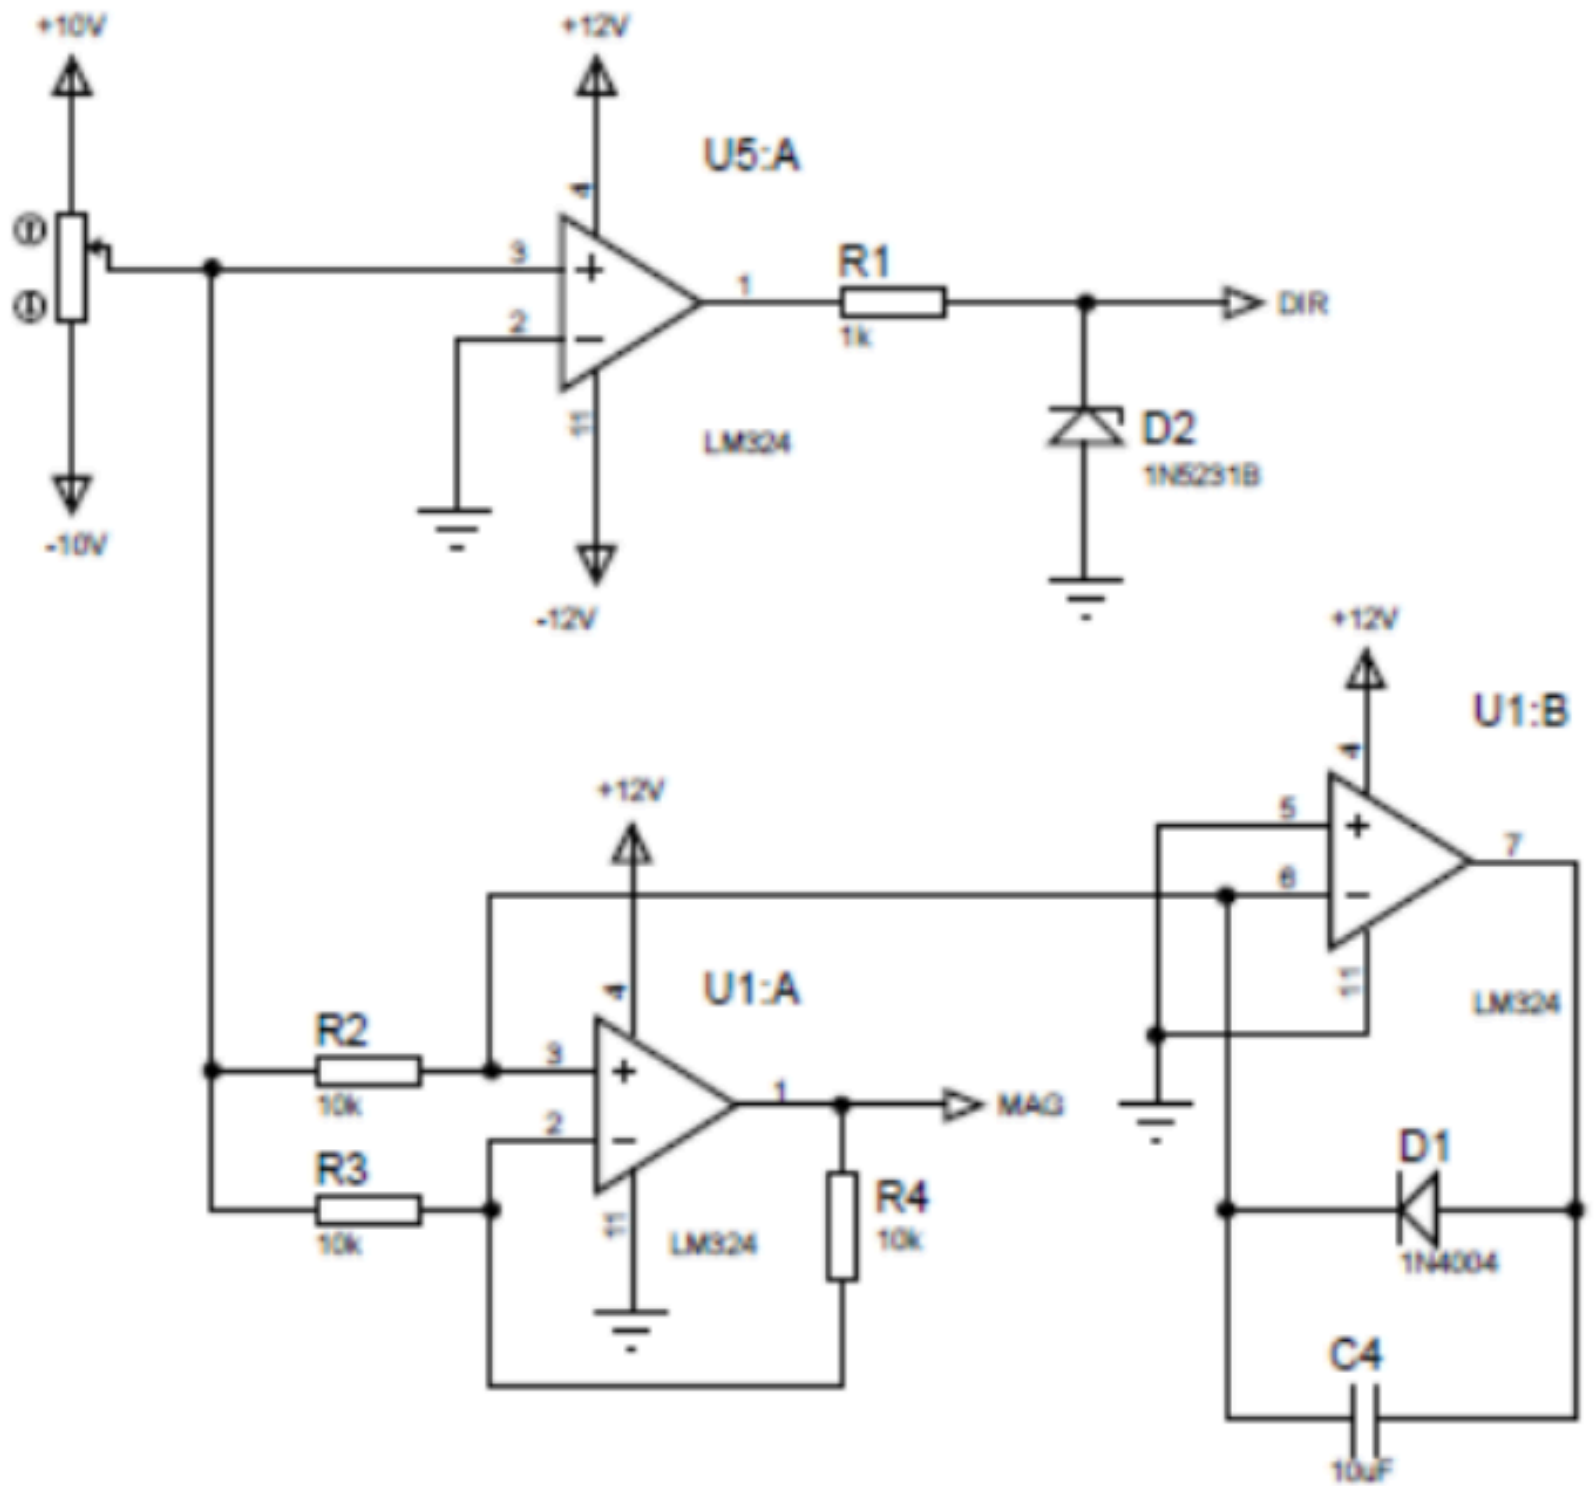 +10V
+12V
U5:A
4
3
+
2
−
1
R1
1k
DIR
11
LM324
D2
1N5231B
-10V
-12V
+12V
U1:B
4
5
+
6
−
7
11
LM324
+12V
U1:A
4
R2
10k
3
+
2
−
1
MAG
R3
10k
11
LM324
R4
10k
D1
1N4004
C4
10uF